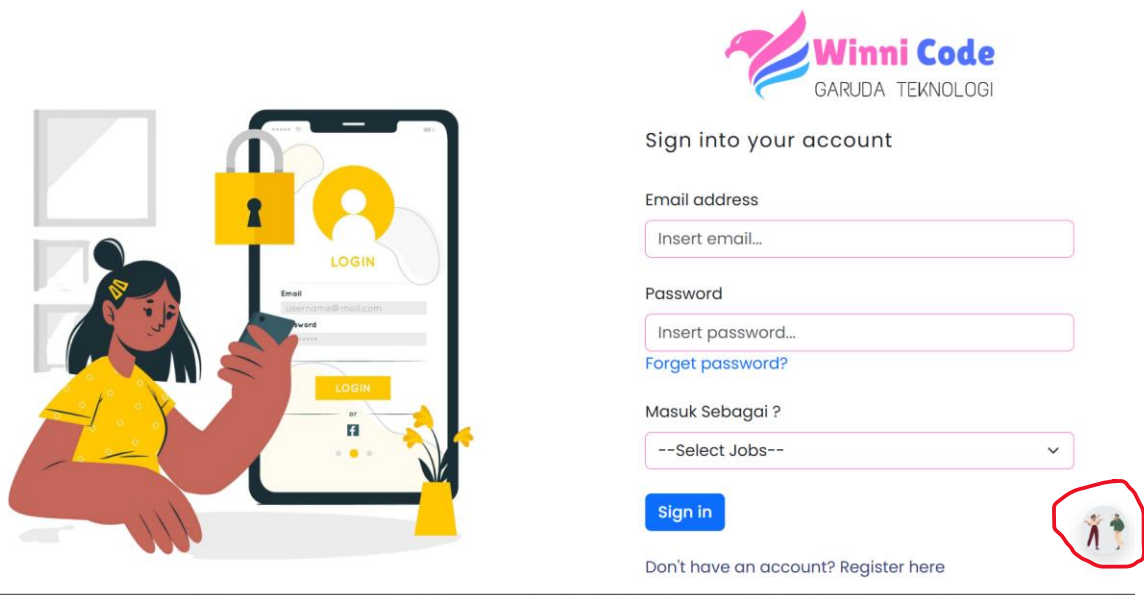 Winni Code
GARUDA TEKNOLOGI
Sign into your account
Email address
Insert email...
Password
Insert password...
Forget password?
Masuk Sebagai ?
--Select Jobs--
Sign in
Don't have an account? Register here
LOGIN
Email
username@mail.com
LOGIN
or